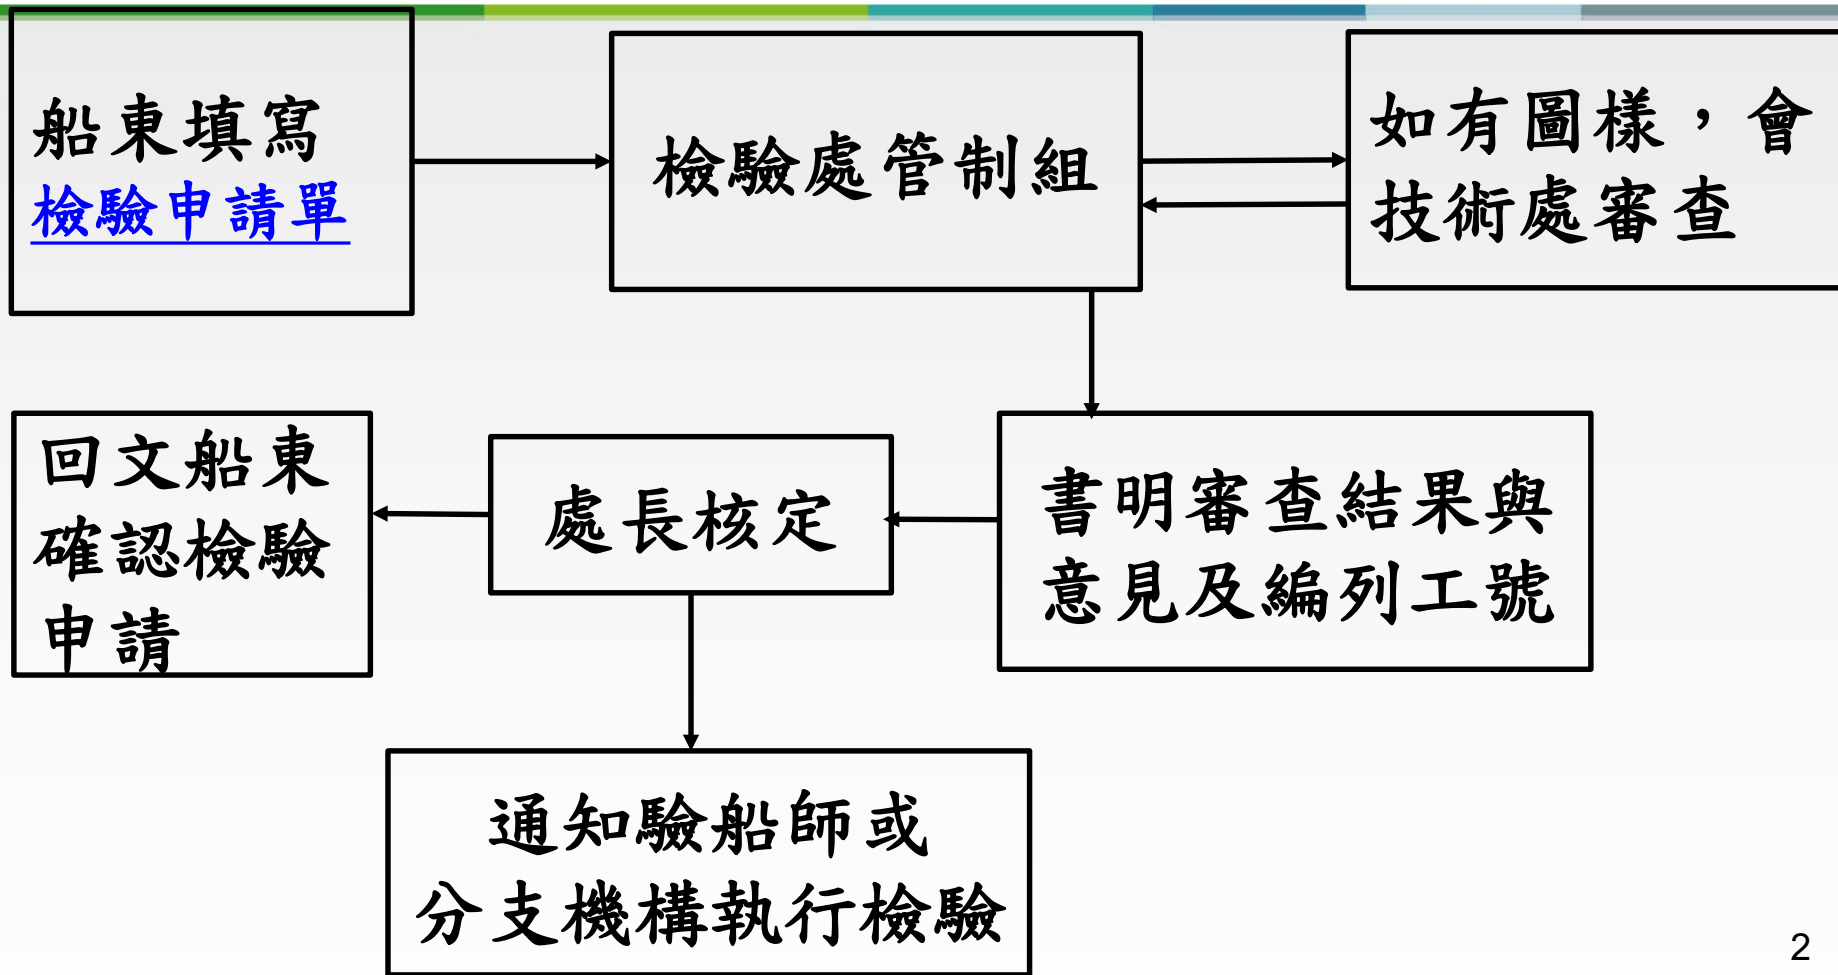 船東填寫
檢驗申請單
檢驗處管制組
如有圖樣，會
技術處審查
回文船東
確認檢驗
申請
處長核定
書明審查結果與
意見及編列工號
通知驗船師或
分支機構執行檢驗
2